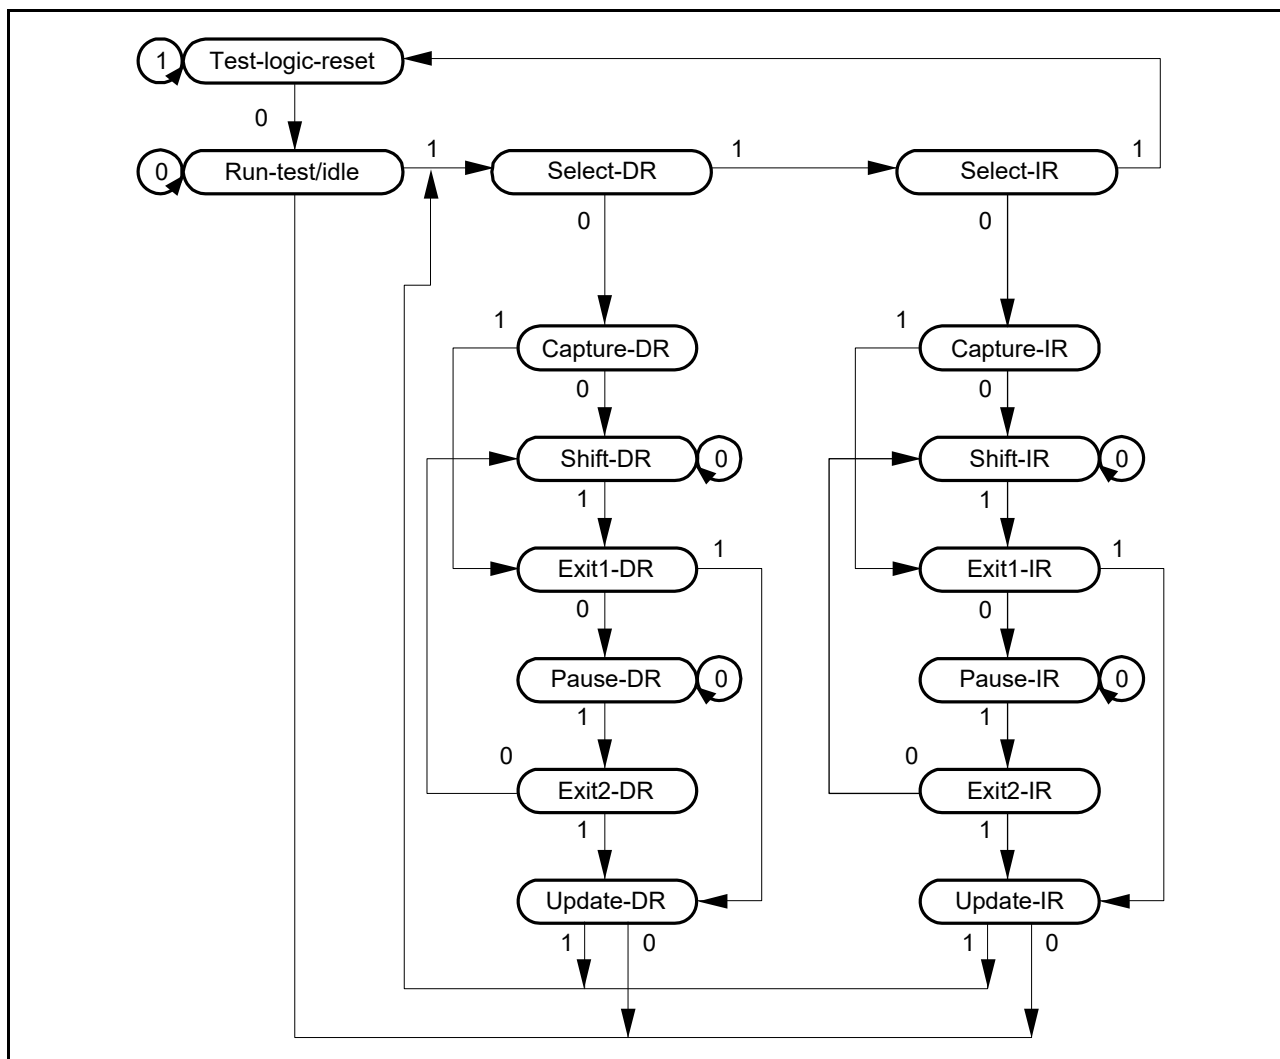 1 Test-logic-reset
0
0 Run-test/idle 1 Select-DR 1 Select-IR 1
0 0
1 1
Capture-DR Capture-IR
0 0
Shift-DR 0 Shift-IR 0
1 1
Exit1-DR 1 Exit1-IR 1
0 0
Pause-DR 0 Pause-IR 0
1 1
0 0
Exit2-DR Exit2-IR
1 1
Update-DR Update-IR
1 0 1 0